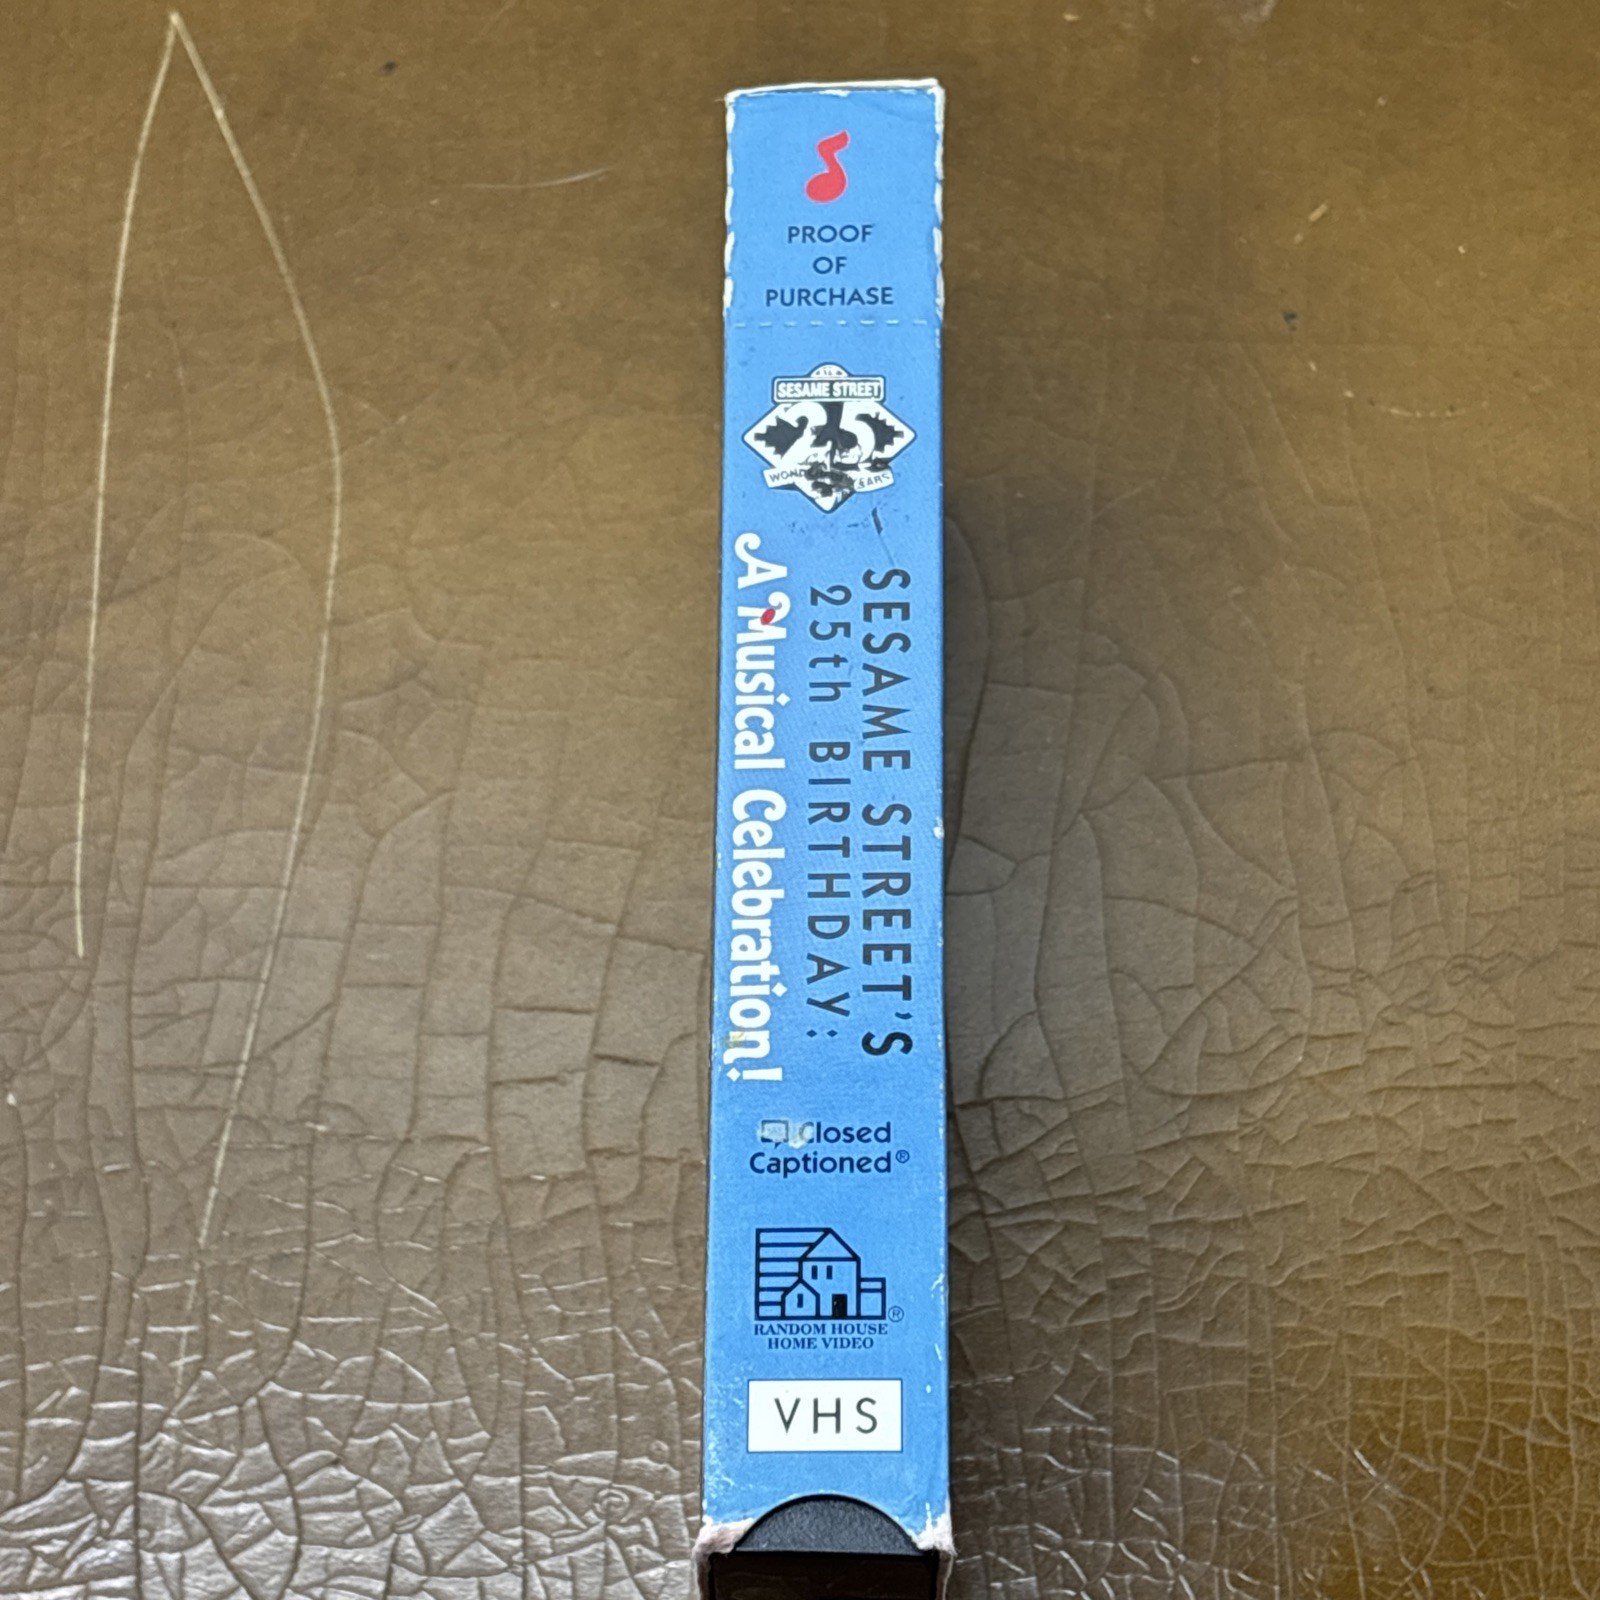 PROOF
OF
PURCHASE
SESAME STREET
25
YEARS
SESAME STREET'S
25th BIRTHDAY:
A Musical Celebration!
Closed
Captioned®
®
RANDOM HOUSE
HOME VIDEO
VHS